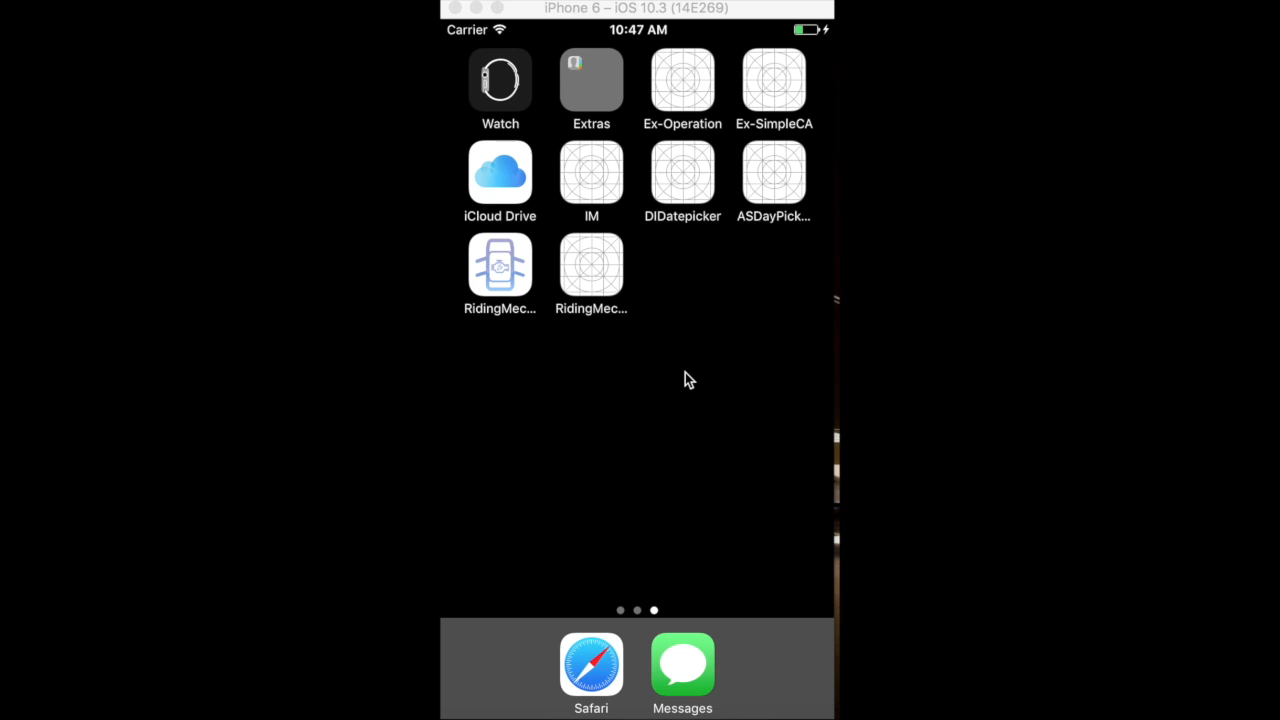 iPhone 6 – iOS 10.3 (14E269)
Carrier 10:47 AM
Watch Extras Ex-Operation Ex-SimpleCA
iCloud Drive IM DIDatepicker ASDayPick...
RidingMec... RidingMec...
Safari Messages